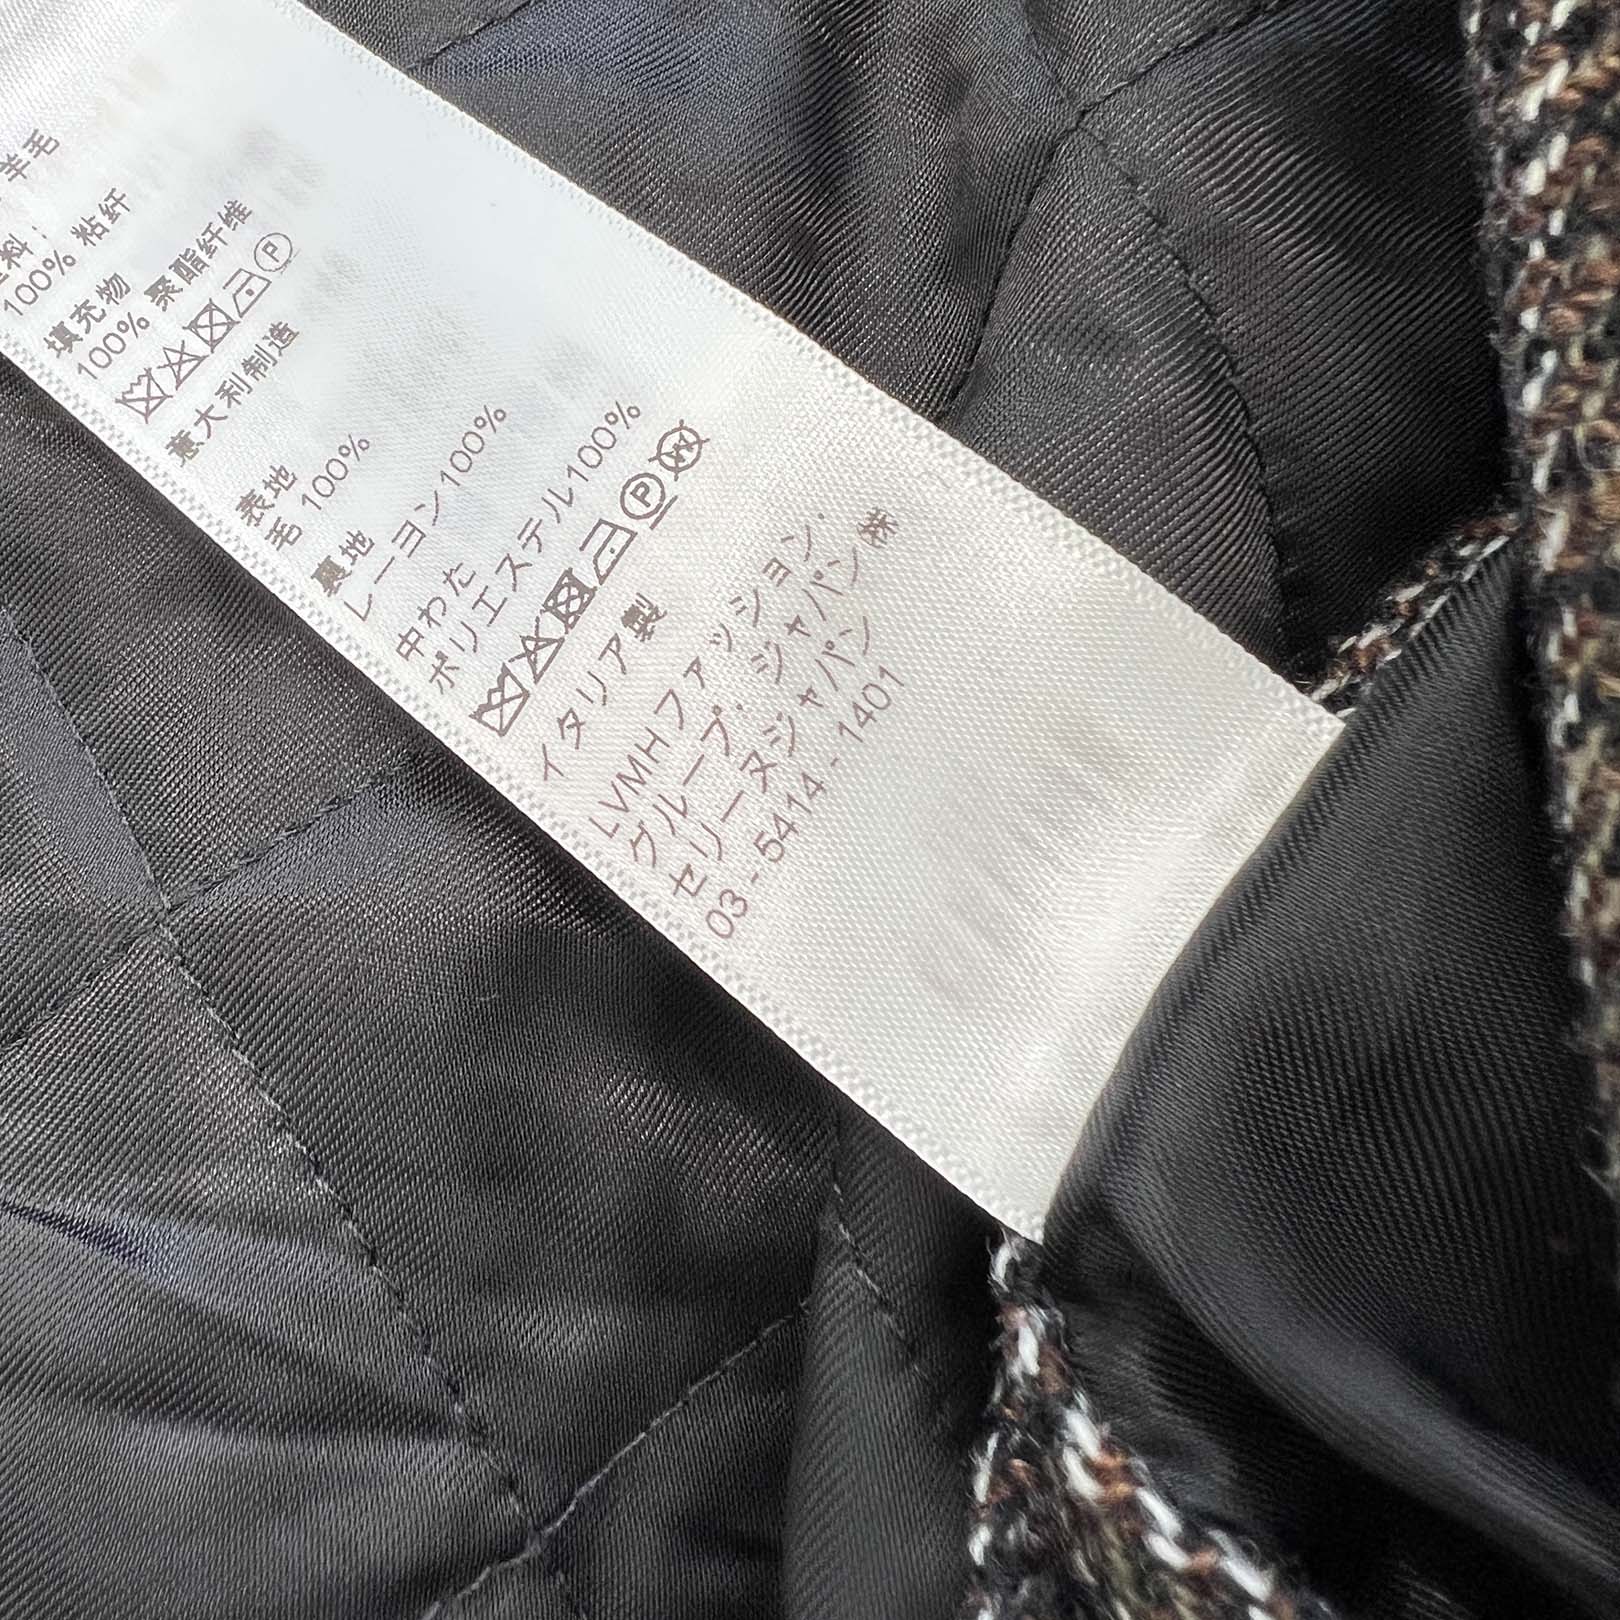 羊毛
料:
100% 粘纤
填充物
100% 聚酯纤维
P
意大利制造
表地
毛 100%
裏地
レーヨン100%
中わた
ポリエステル100%
P W
イタリア製
LVMHファッション・
グループ・ジャパン㈱
セリーヌジャパン
03-5414-1401